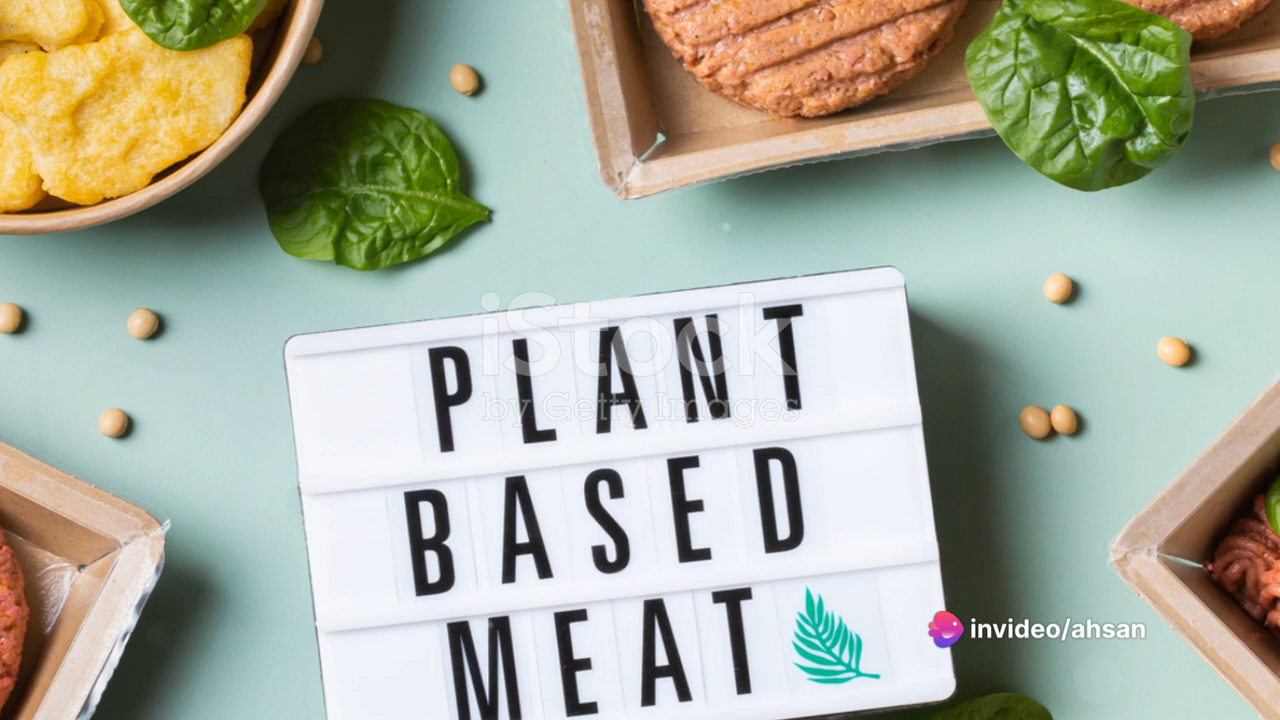 iStock
by Getty Images
PLANT
BASED
MEAT
invideo/ahsan